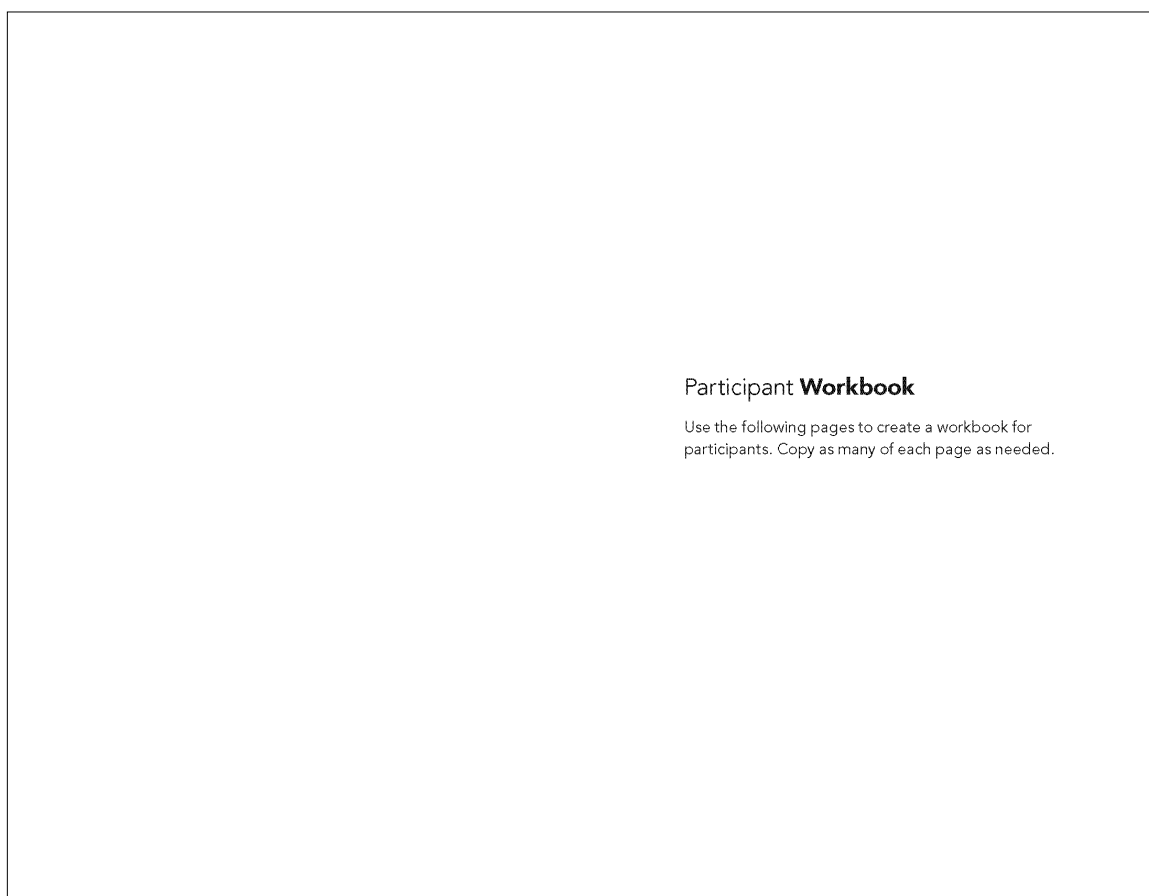 Participant Workbook
Use the following pages to create a workbook for
participants. Copy as many of each page as needed.